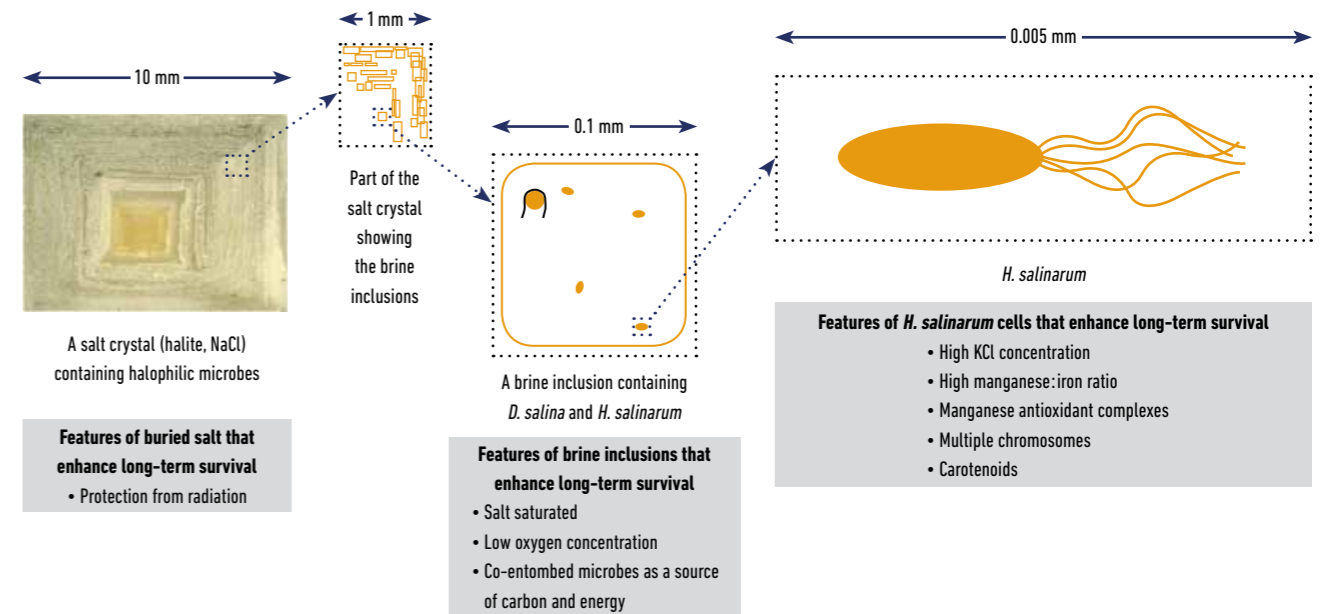 10 mm
A salt crystal (halite, NaCl)
containing halophilic microbes
Features of buried salt that
enhance long-term survival
• Protection from radiation
1 mm
Part of the
salt crystal
showing
the brine
inclusions
0.1 mm
A brine inclusion containing
D. salina and H. salinarum
Features of brine inclusions that
enhance long-term survival
• Salt saturated
• Low oxygen concentration
• Co-entombed microbes as a source
of carbon and energy
0.005 mm
H. salinarum
Features of H. salinarum cells that enhance long-term survival
• High KCl concentration
• High manganese:iron ratio
• Manganese antioxidant complexes
• Multiple chromosomes
• Carotenoids